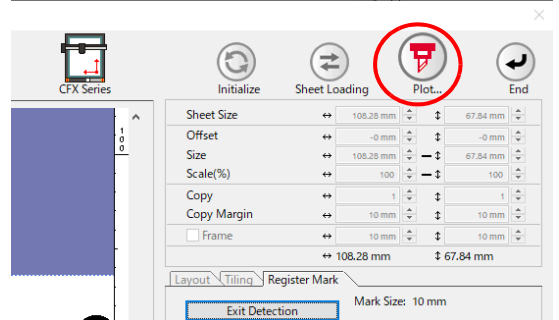 CFX Series
Initialize
Sheet Loading
Plot...
End
100
Sheet Size ↔ 108.28 mm ↕ 67.84 mm
Offset ↔ -0 mm ↕ -0 mm
Size ↔ 108.28 mm ↕ 67.84 mm
Scale(%) ↔ 100 ↕ 100
Copy ↔ 1 ↕ 1
Copy Margin ↔ 10 mm ↕ 10 mm
Frame ↔ 10 mm ↕ 10 mm
↔ 108.28 mm ↕ 67.84 mm
Layout Tiling Register Mark
Exit Detection Mark Size: 10 mm